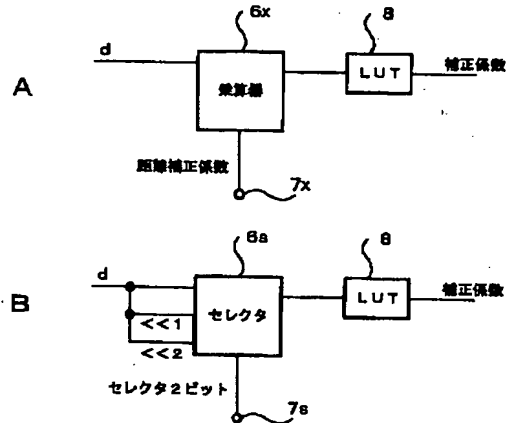 6x
8
d
A
乗算器
LUT
補正係数
距離補正係数
7x
6a
8
d
B
セレクタ
LUT
補正係数
<<1
<<2
セレクタ2ビット
7s